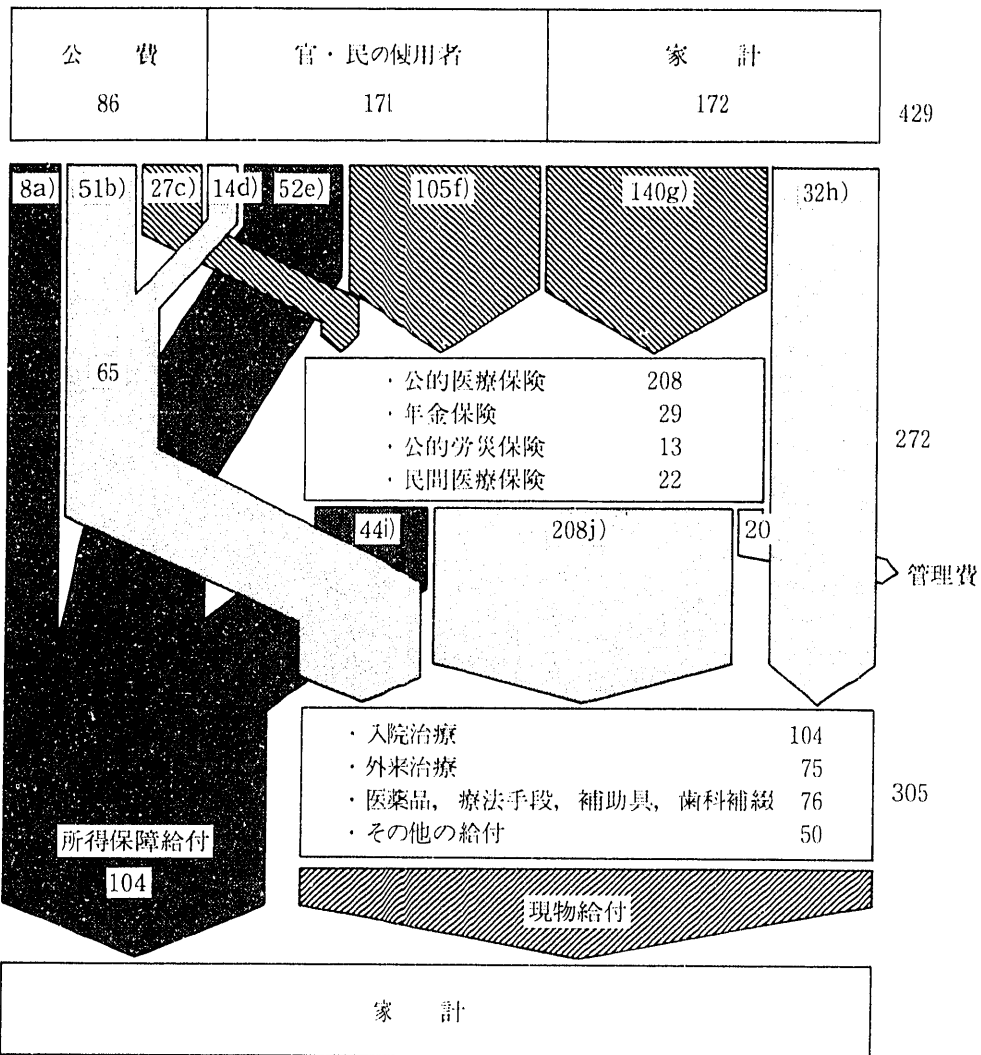 公　費　官・民の使用者　家　計
86　171　172　429
8a)　51b)　27c)　14d)　52e)　105f)　140g)　32h)
65
・公的医療保険　208
・年金保険　29
・公的労災保険　13
・民間医療保険　22
272
44i)　208j)　20
管理費
・入院治療　104
・外来治療　75
・医薬品，療法手段，補助具，歯科補綴　76
・その他の給付　50
305
所得保障給付
104
現物給付
家　計